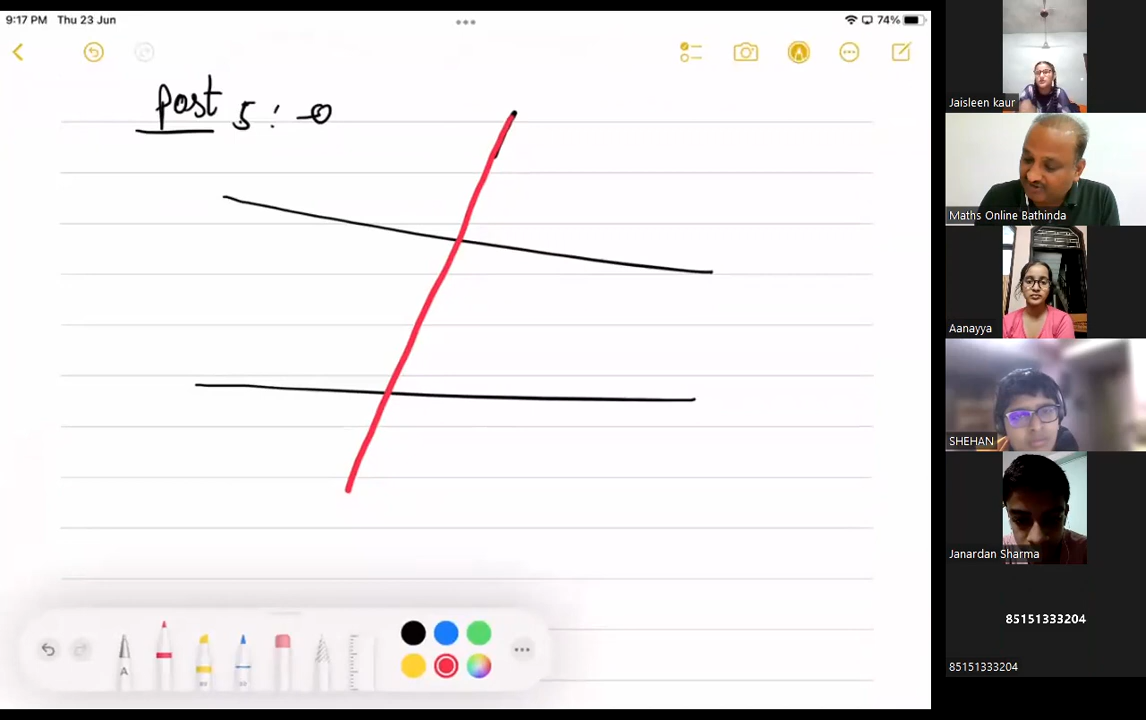 9:17 PM Thu 23 Jun
74%
Post 5 :-
A
Jaisleen kaur
Maths Online Bathinda
Aanayya
SHEHAN
Janardan Sharma
85151333204
85151333204